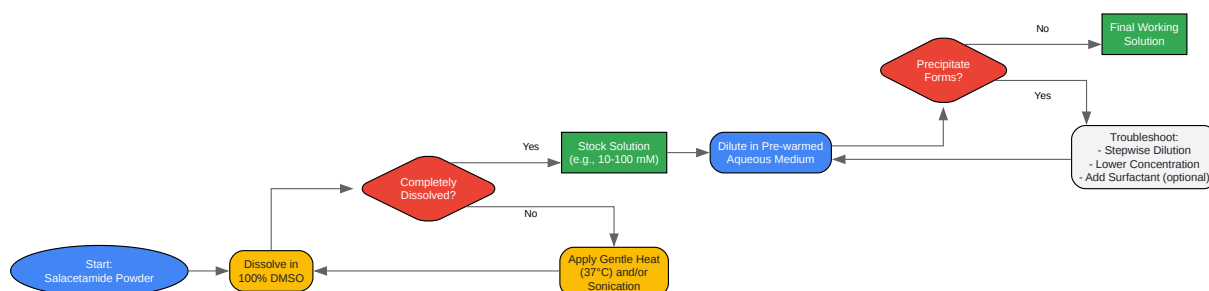 Start:
Salacetamide Powder
Dissolve in
100% DMSO
Completely
Dissolved?
Yes
No
Apply Gentle Heat
(37°C) and/or
Sonication
Stock Solution
(e.g., 10-100 mM)
Dilute in Pre-warmed
Aqueous Medium
Precipitate
Forms?
No
Yes
Final Working
Solution
Troubleshoot:
- Stepwise Dilution
- Lower Concentration
- Add Surfactant (optional)